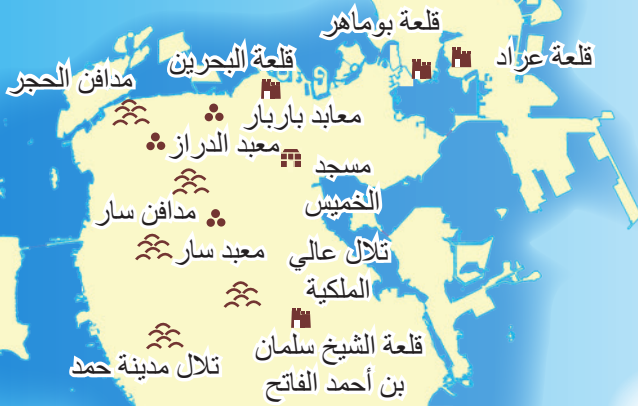 قلعة بوماهر
قلعة عراد
قلعة البحرين
مدافن الحجر
معابد باربار
معبد الدراز
مسجد
الخميس
مدافن سار
معبد سار
تلال عالي
الملكية
قلعة الشيخ سلمان
بن أحمد الفاتح
تلال مدينة حمد